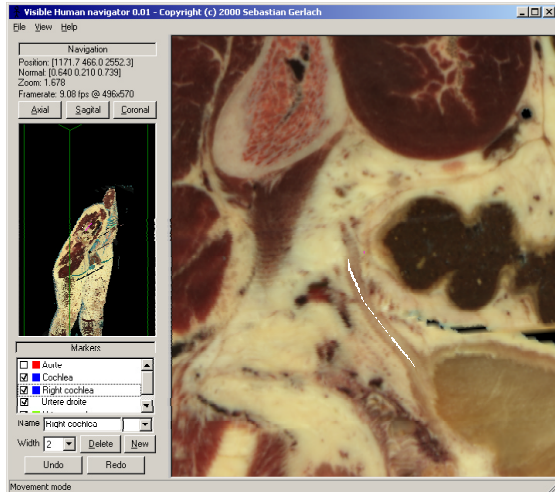 Visible Human navigator 0.01 - Copyright (c) 2000 Sebastian Gerlach
File View Help
Navigation
Position: [1171.7 466.0 2552.3]
Normal: [0.640 0.210 0.739]
Zoom: 1.678
Framerate: 9.08 fps @ 496x570
Axial Sagital Coronal
Markers
Aorte
Cochlea
Right cochlea
Urtere droite
Name Right cochlea
Width 2 Delete New
Undo Redo
Movement mode